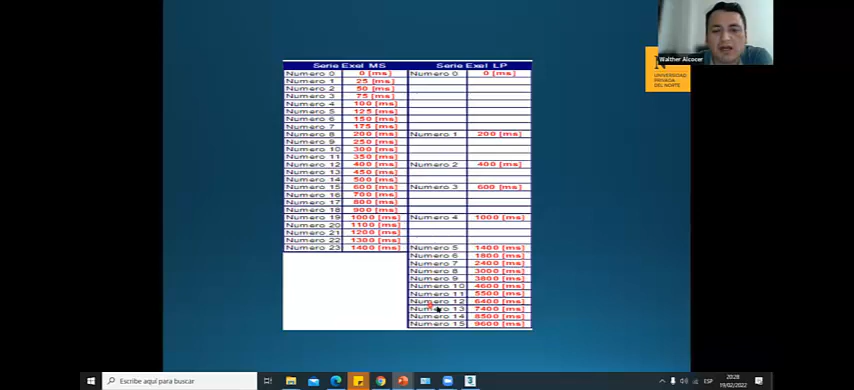 Walther Alcocer
N
UNIVERSIDAD
PRIVADA
DEL NORTE
Serie Exel MS Serie Exel LP
Numero 0 0 [ms] Numero 0 0 [ms]
Numero 1 25 [ms]
Numero 2 50 [ms]
Numero 3 75 [ms]
Numero 4 100 [ms]
Numero 5 125 [ms]
Numero 6 150 [ms]
Numero 7 175 [ms]
Numero 8 200 [ms] Numero 1 200 [ms]
Numero 9 250 [ms]
Numero 10 300 [ms]
Numero 11 350 [ms]
Numero 12 400 [ms] Numero 2 400 [ms]
Numero 13 450 [ms]
Numero 14 500 [ms]
Numero 15 600 [ms] Numero 3 600 [ms]
Numero 16 700 [ms]
Numero 17 800 [ms]
Numero 18 900 [ms]
Numero 19 1000 [ms] Numero 4 1000 [ms]
Numero 20 1100 [ms]
Numero 21 1200 [ms]
Numero 22 1300 [ms]
Numero 23 1400 [ms] Numero 5 1400 [ms]
Numero 6 1800 [ms]
Numero 7 2400 [ms]
Numero 8 3000 [ms]
Numero 9 3800 [ms]
Numero 10 4600 [ms]
Numero 11 5500 [ms]
Numero 12 6400 [ms]
Numero 13 7400 [ms]
Numero 14 8500 [ms]
Numero 15 9600 [ms]
Escribe aquí para buscar
ESP
20:28
19/02/2022